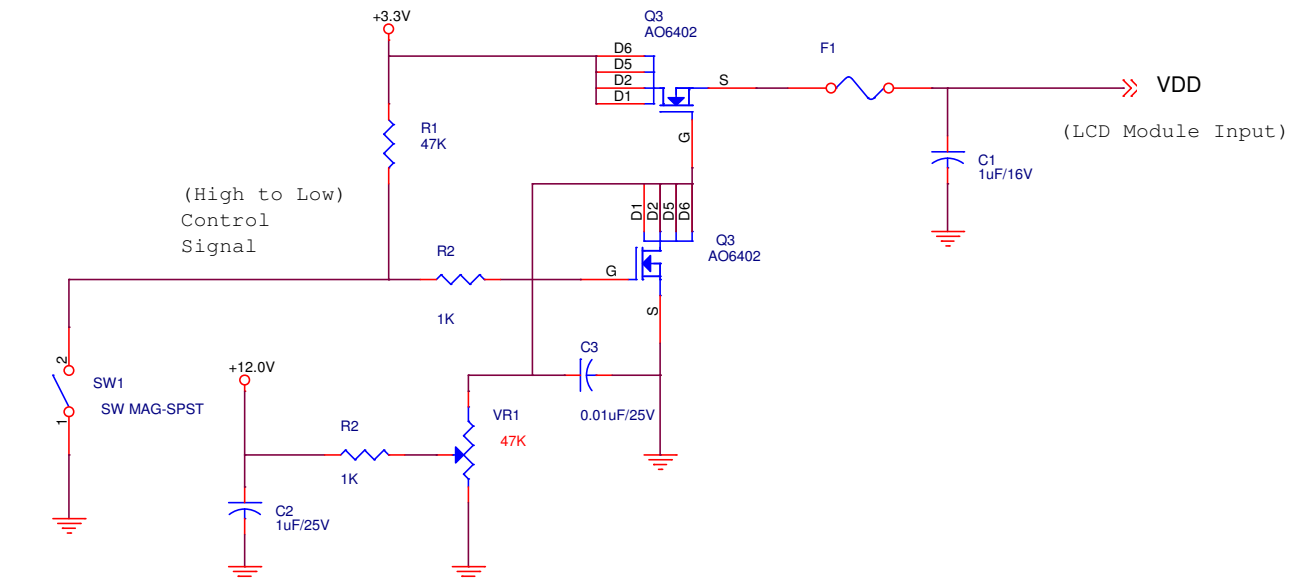 +3.3V
Q3
AO6402
D6
D5
D2
D1
S
G
F1
VDD
(LCD Module Input)
R1
47K
C1
1uF/16V
(High to Low)
Control
Signal
D1
D2
D5
D6
Q3
AO6402
R2
1K
G
S
2
1
SW1
SW MAG-SPST
+12.0V
C3
0.01uF/25V
R2
1K
VR1
47K
C2
1uF/25V